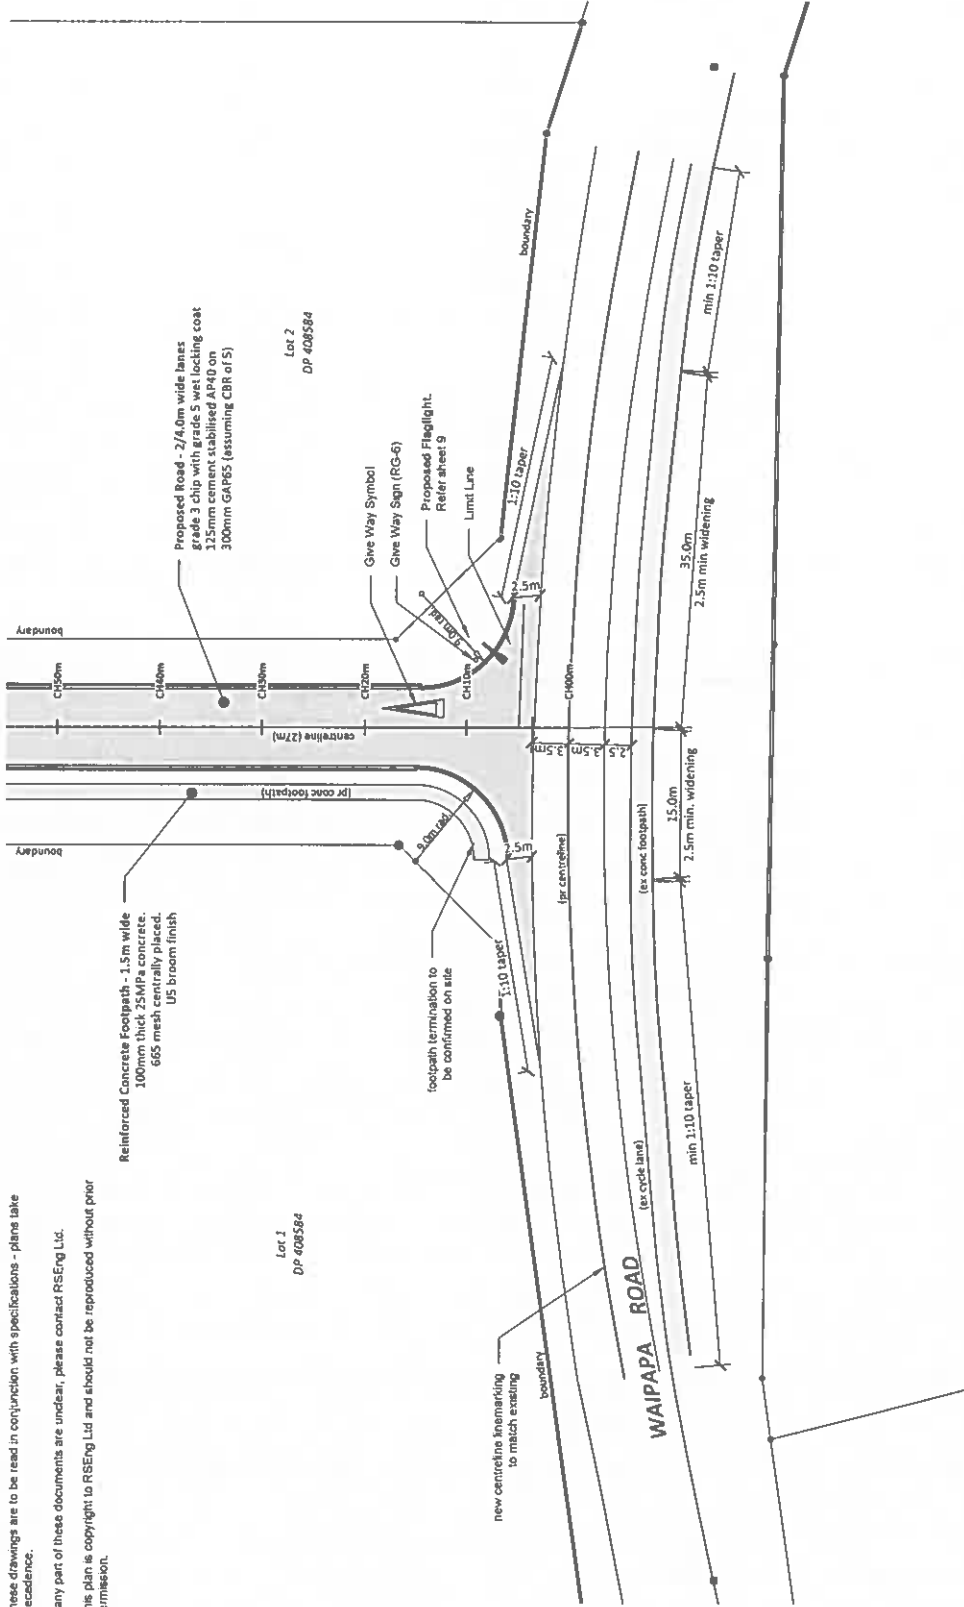 hese drawings are to be read in conjunction with specifications - plans take
ecedence.
any part of these documents are unclear, please contact RSEng Ltd.
his plan is copyright to RSEng Ltd and should not be reproduced without prior
ermission.
Reinforced Concrete Footpath - 1.5m wide
100mm thick 25MPa concrete.
665 mesh centrally placed.
U5 broom finish
Proposed Road - 2/4.0m wide lanes
grade 3 chip with grade 5 wet locking coat
125mm cement stabilised AP40 on
300mm GAP65 (assuming CBR of 5)
Lot 1
DP 408584
Lot 2
DP 408584
boundary
boundary
(pr conc footpath)
centreline (27m)
CH50m
CH40m
CH30m
CH20m
CH10m
CH00m
Give Way Symbol
Give Way Sign (RG-6)
Proposed Flaglight.
Refer sheet 9
Limit Line
9.0m rad.
9.0m rad
footpath termination to
be confirmed on site
1:10 taper
2.5m
2.5m
1:10 taper
boundary
boundary
3.5m
3.5m
2.5
(pr centreline)
(ex conc footpath)
(ex cycle lane)
new centreline linemarking
to match existing
WAIPAPA ROAD
min 1:10 taper
15.0m
2.5m min. widening
35.0m
2.5m min widening
min 1:10 taper